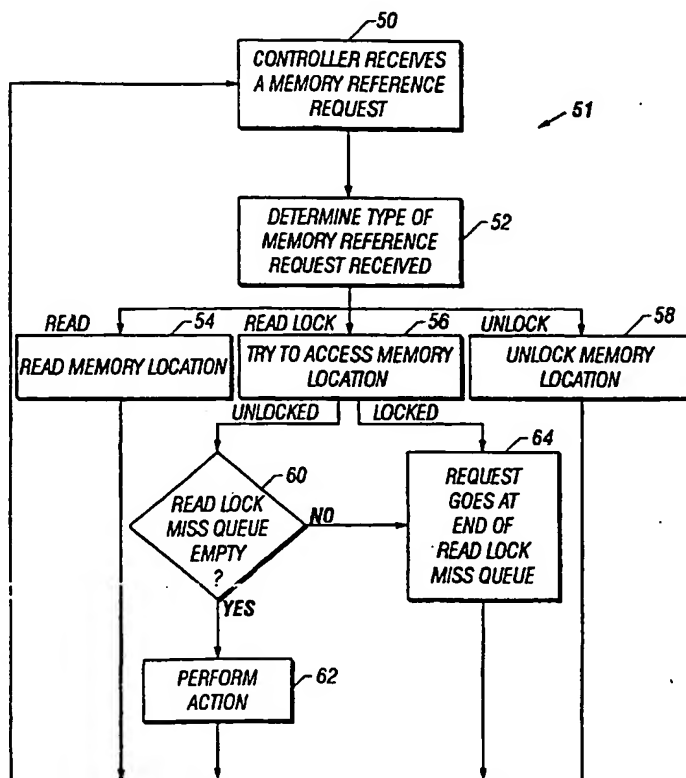 50
CONTROLLER RECEIVES
A MEMORY REFERENCE
REQUEST
51
DETERMINE TYPE OF
MEMORY REFERENCE
REQUEST RECEIVED
52
READ
54
READ LOCK
56
UNLOCK
58
READ MEMORY LOCATION
TRY TO ACCESS MEMORY
LOCATION
UNLOCK MEMORY
LOCATION
UNLOCKED
LOCKED
60
64
READ LOCK
MISS QUEUE
EMPTY
?
NO
REQUEST
GOES AT
END OF
READ LOCK
MISS QUEUE
YES
PERFORM
ACTION
62